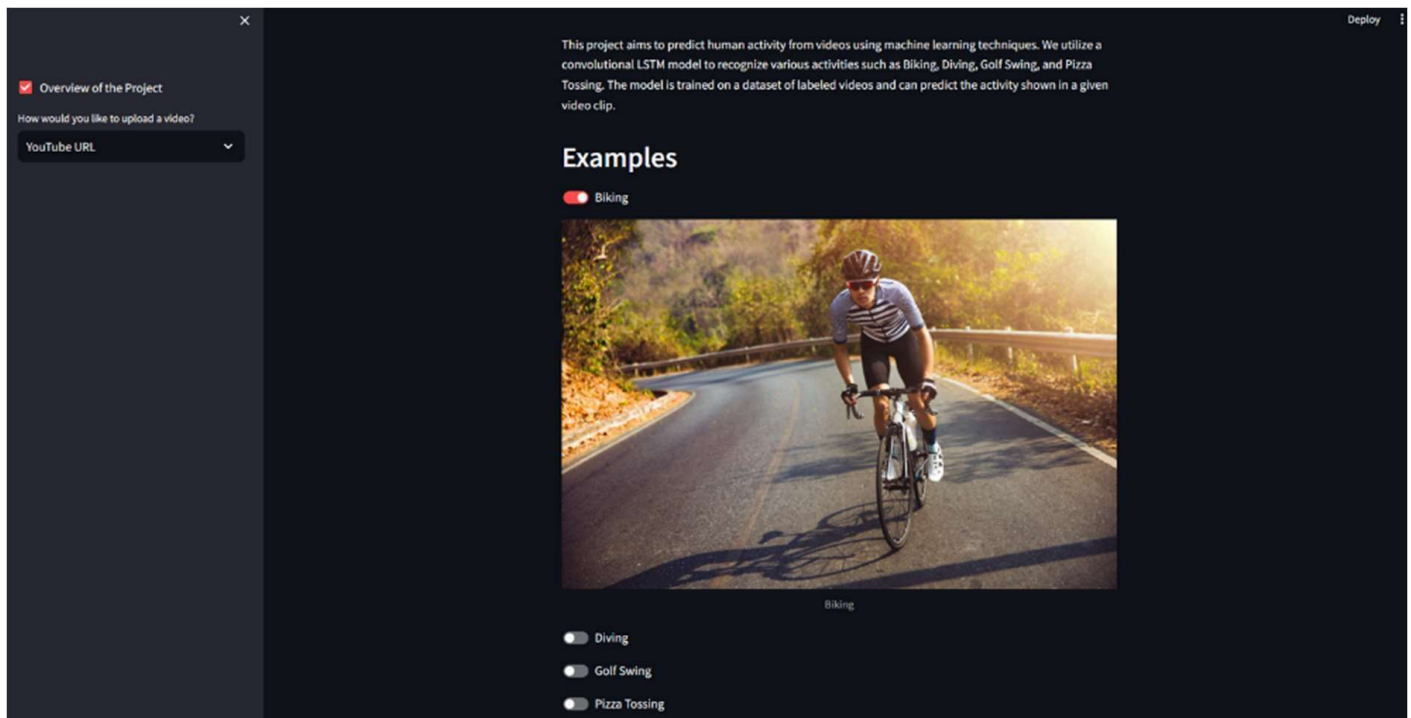 Deploy
Overview of the Project
How would you like to upload a video?
YouTube URL
This project aims to predict human activity from videos using machine learning techniques. We utilize a
convolutional LSTM model to recognize various activities such as Biking, Diving, Golf Swing, and Pizza
Tossing. The model is trained on a dataset of labeled videos and can predict the activity shown in a given
video clip.
Examples
Biking
Biking
Diving
Golf Swing
Pizza Tossing